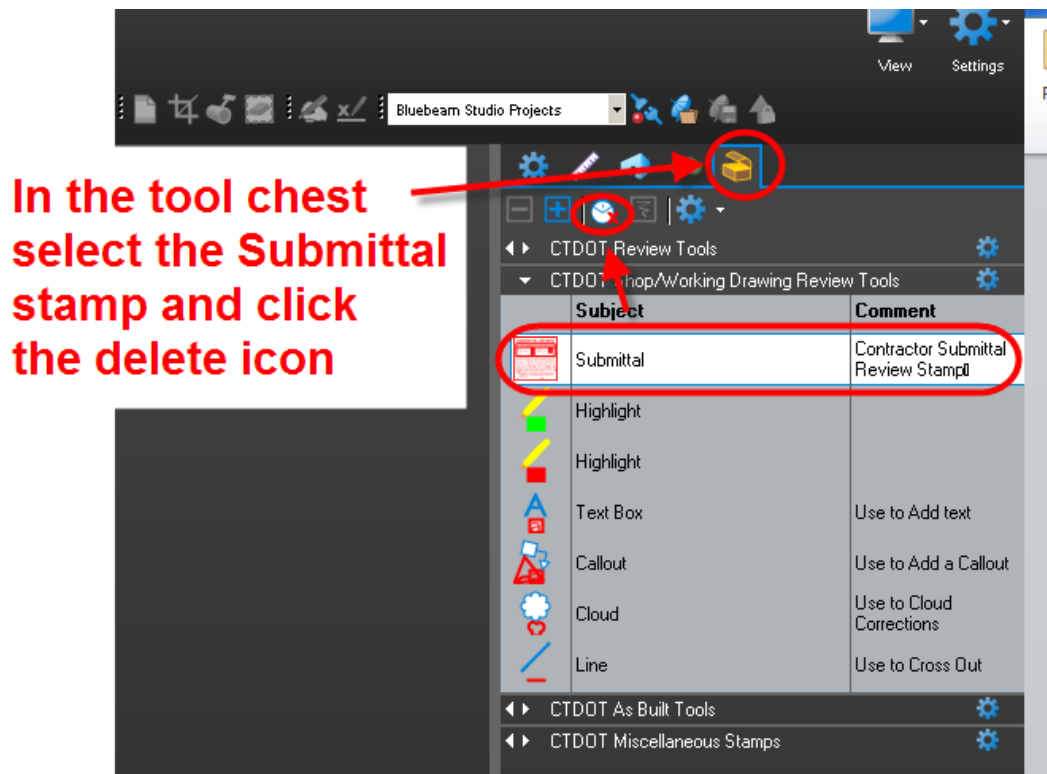 View Settings
Bluebeam Studio Projects
In the tool chest
select the Submittal
stamp and click
the delete icon
CTDOT Review Tools
CTDOT Shop/Working Drawing Review Tools
Subject Comment
Submittal
Contractor Submittal
Review Stamp
Highlight
Highlight
Text Box Use to Add text
Callout Use to Add a Callout
Cloud
Use to Cloud
Corrections
Line Use to Cross Out
CTDOT As Built Tools
CTDOT Miscellaneous Stamps